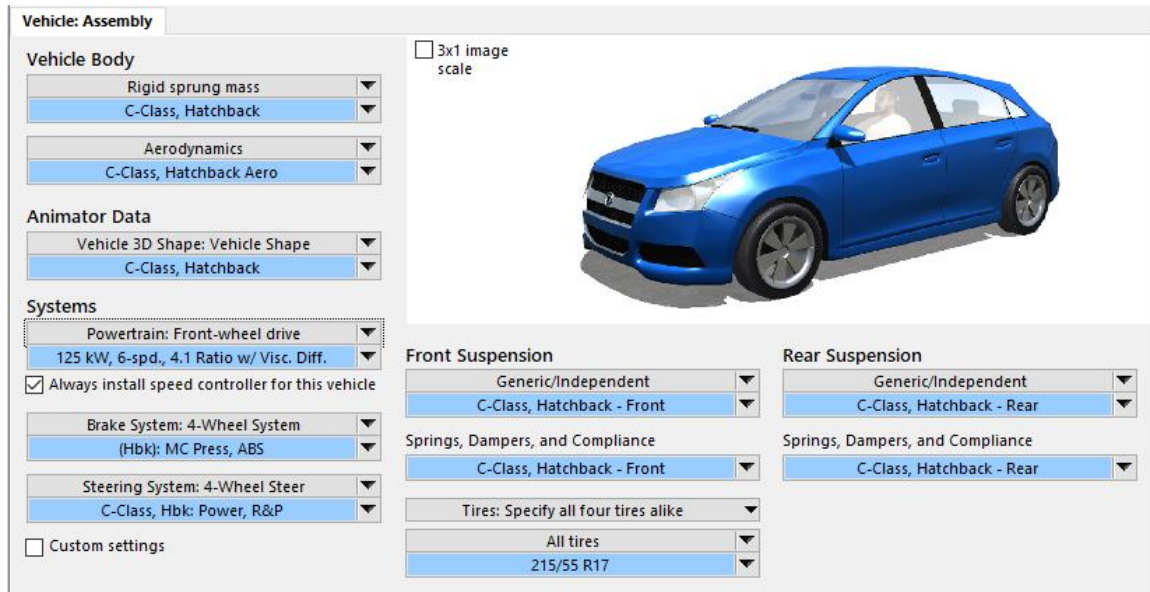 Vehicle: Assembly
Vehicle Body
Rigid sprung mass
C-Class, Hatchback
Aerodynamics
C-Class, Hatchback Aero
Animator Data
Vehicle 3D Shape: Vehicle Shape
C-Class, Hatchback
Systems
Powertrain: Front-wheel drive
125 kW, 6-spd., 4.1 Ratio w/ Visc. Diff.
Always install speed controller for this vehicle
Brake System: 4-Wheel System
(Hbk): MC Press, ABS
Steering System: 4-Wheel Steer
C-Class, Hbk: Power, R&P
Custom settings
3x1 image
scale
Front Suspension
Generic/Independent
C-Class, Hatchback - Front
Springs, Dampers, and Compliance
C-Class, Hatchback - Front
Tires: Specify all four tires alike
All tires
215/55 R17
Rear Suspension
Generic/Independent
C-Class, Hatchback - Rear
Springs, Dampers, and Compliance
C-Class, Hatchback - Rear